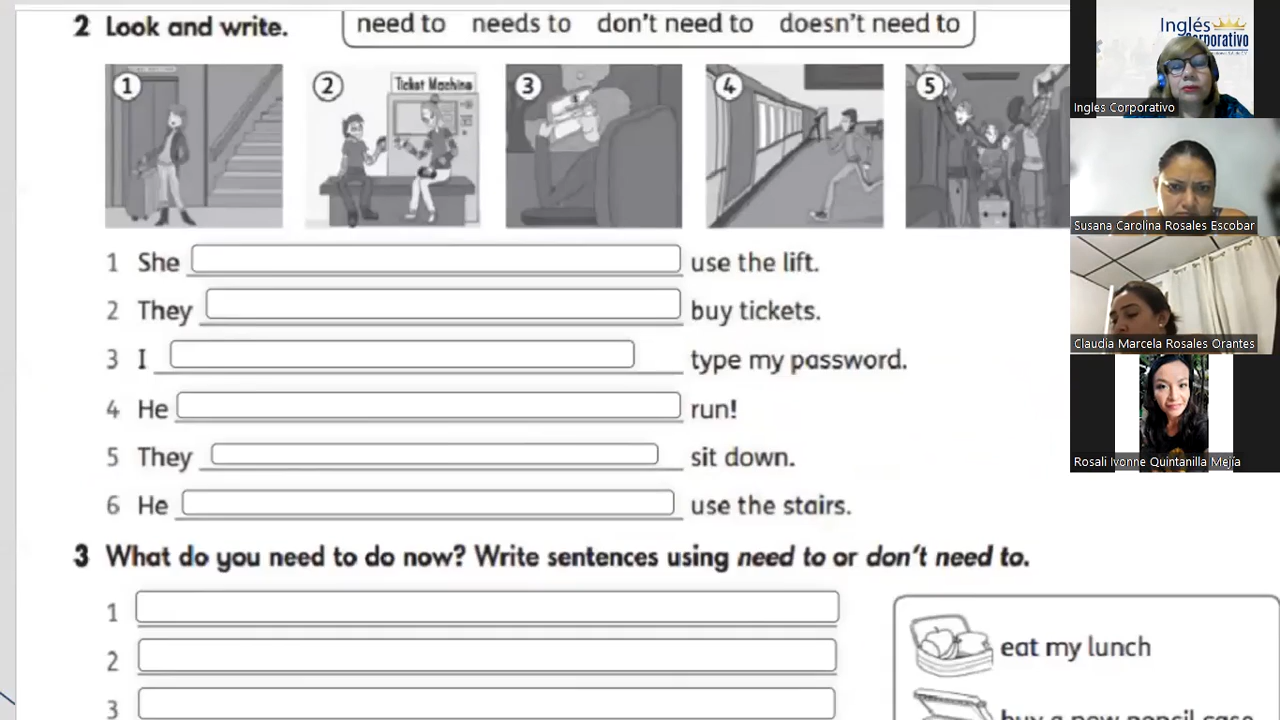 2 Look and write.
need to needs to don't need to doesn't need to
1
2
Ticket Machine
3
4
5
1 She use the lift.
2 They buy tickets.
3 I type my password.
4 He run!
5 They sit down.
6 He use the stairs.
3 What do you need to do now? Write sentences using need to or don't need to.
1
2
3
eat my lunch
buy a new pencil case
Inglés
Corporativo
Ingles Corporativo
Susana Carolina Rosales Escobar
Claudia Marcela Rosales Orantes
Rosali Ivonne Quintanilla Mejía